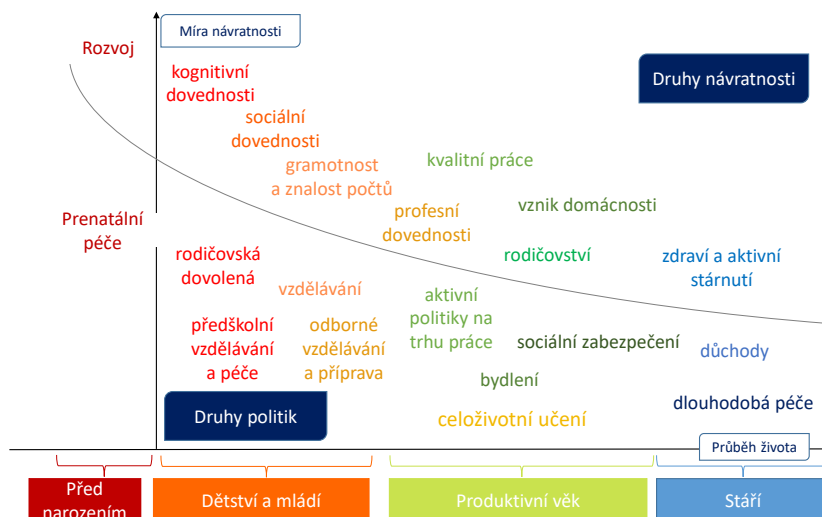 Míra návratnosti
Rozvoj
kognitivní
dovednosti
Druhy návratnosti
sociální
dovednosti
gramotnost
a znalost počtů
kvalitní práce
profesní
dovednosti
vznik domácnosti
Prenatální
péče
rodičovská
dovolená
rodičovství
zdraví a aktivní
stárnutí
vzdělávání
aktivní
politiky na
trhu práce
předškolní
vzdělávání
a péče
odborné
vzdělávání
a příprava
sociální zabezpečení
důchody
bydlení
Druhy politik
celoživotní učení
dlouhodobá péče
Průběh života
Před
narozením
Dětství a mládí
Produktivní věk
Stáří